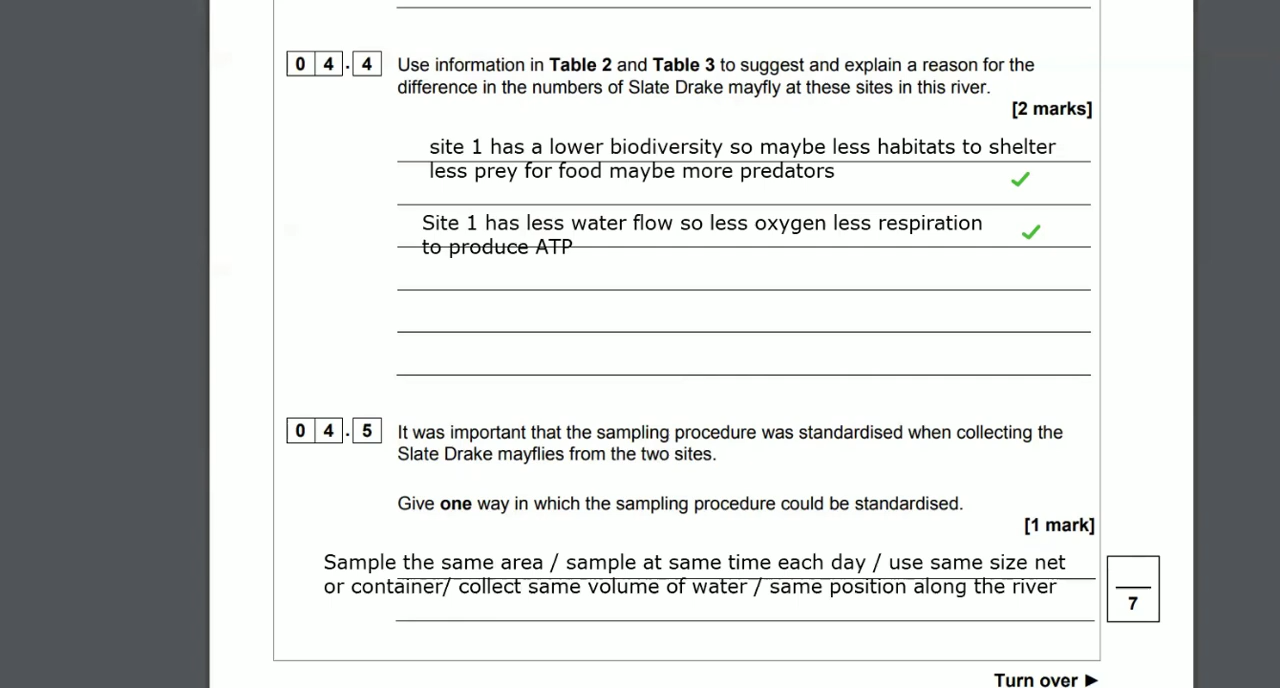 0 4 . 4 Use information in Table 2 and Table 3 to suggest and explain a reason for the
difference in the numbers of Slate Drake mayfly at these sites in this river.
[2 marks]
site 1 has a lower biodiversity so maybe less habitats to shelter
less prey for food maybe more predators
Site 1 has less water flow so less oxygen less respiration
to produce ATP
0 4 . 5 It was important that the sampling procedure was standardised when collecting the
Slate Drake mayflies from the two sites.
Give one way in which the sampling procedure could be standardised.
[1 mark]
Sample the same area / sample at same time each day / use same size net
or container/ collect same volume of water / same position along the river
7
Turn over ►